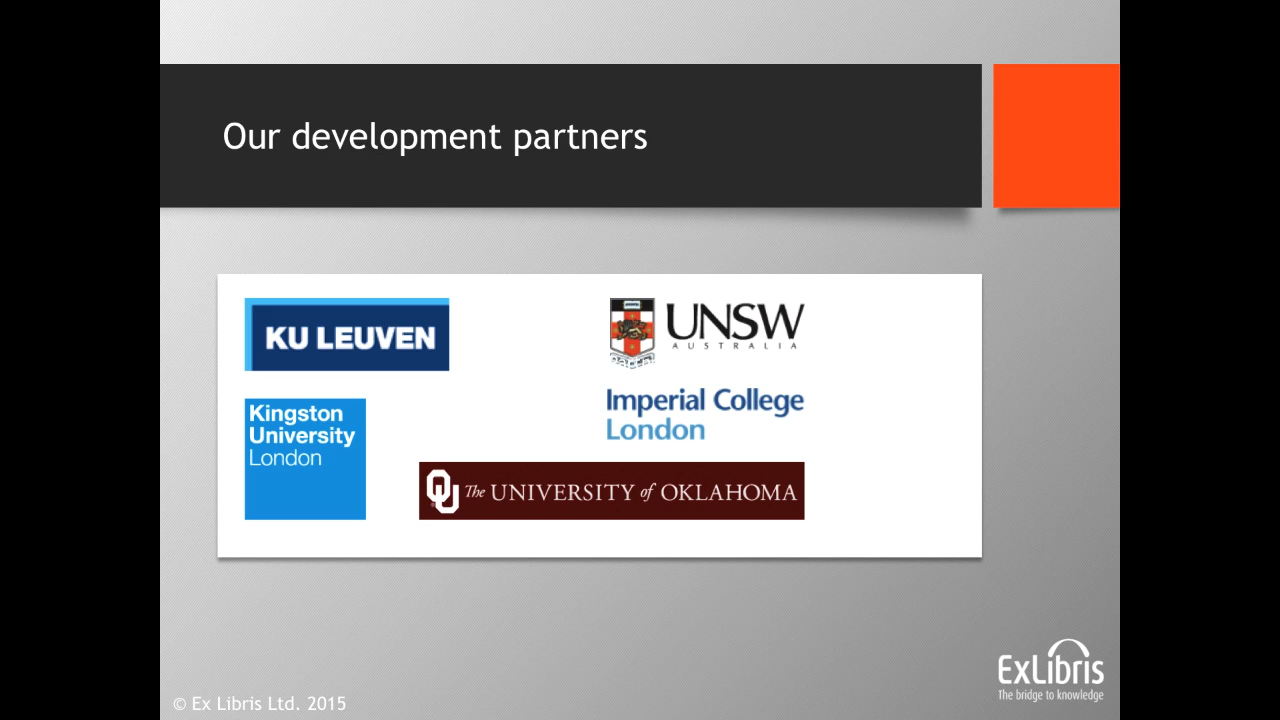 Our development partners
KU LEUVEN
UNSW
AUSTRALIA
Kingston
University
London
Imperial College
London
OU The UNIVERSITY of OKLAHOMA
ExLibris
The bridge to knowledge
© Ex Libris Ltd. 2015